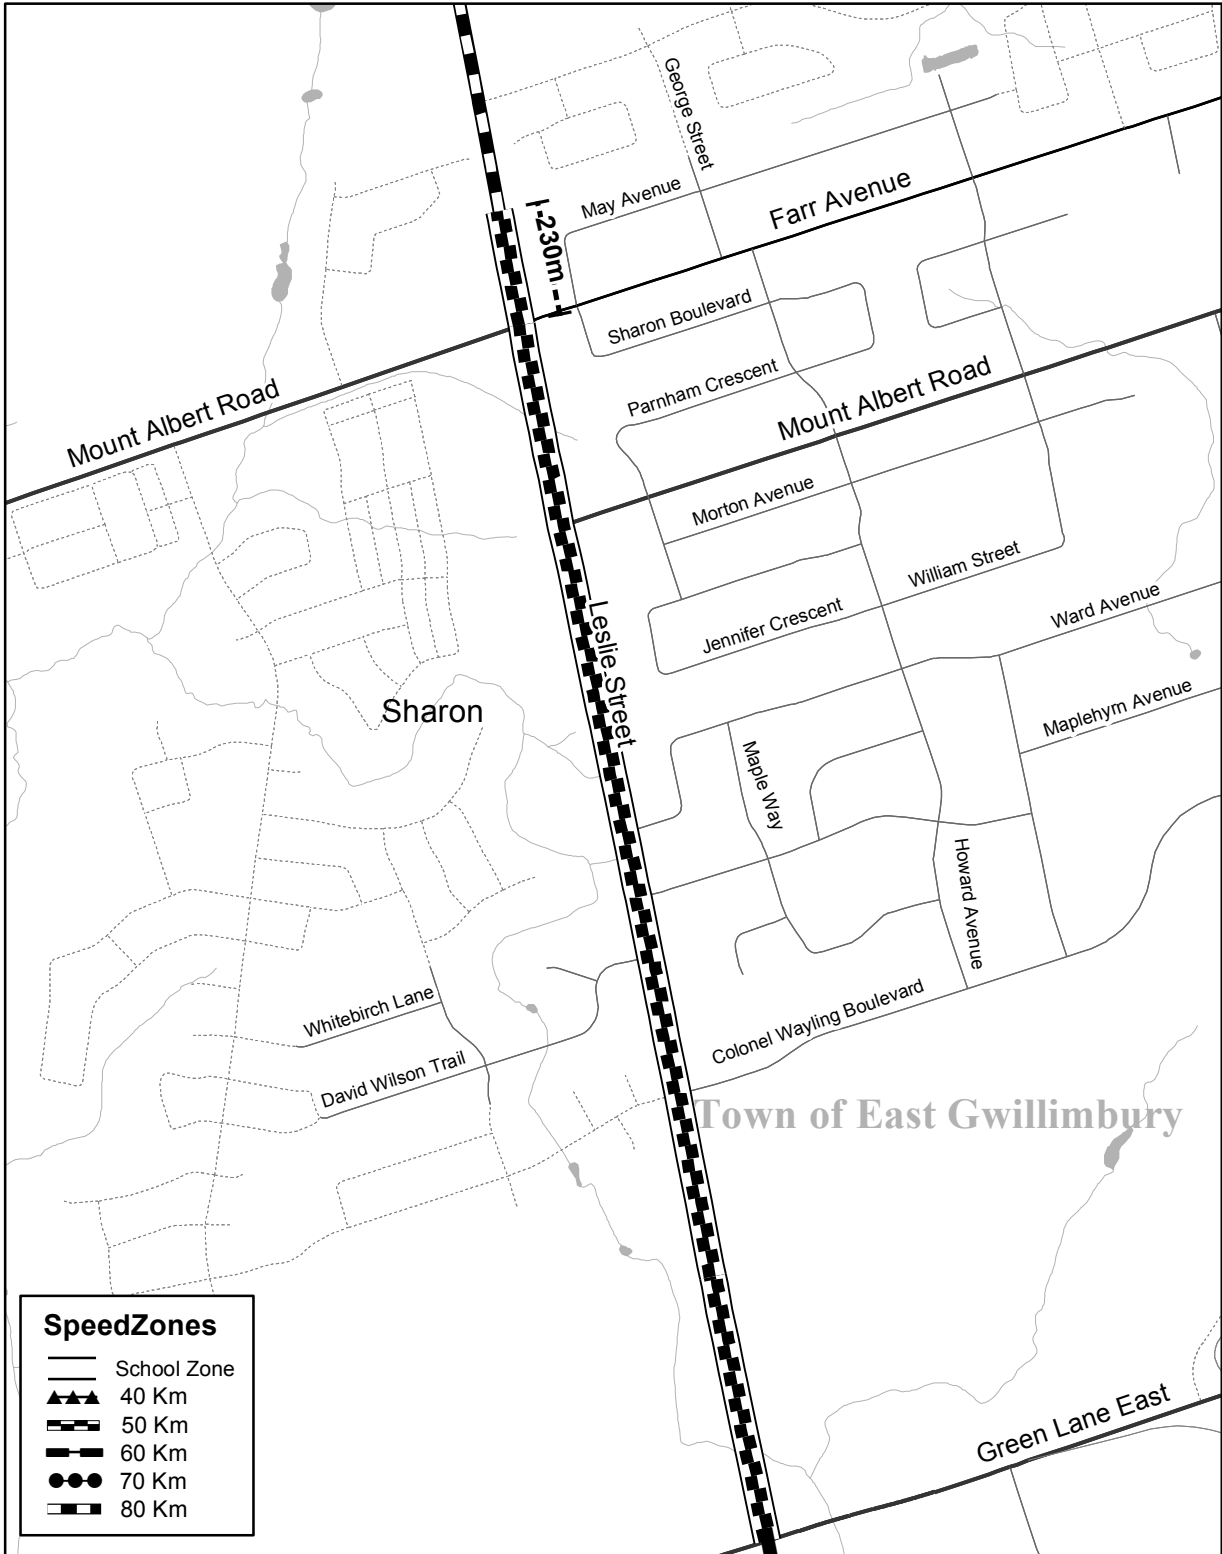 George Street
May Avenue
Farr Avenue
230m
Sharon Boulevard
Parnham Crescent
Mount Albert Road
Mount Albert Road
Morton Avenue
William Street
Jennifer Crescent
Ward Avenue
Leslie Street
Sharon
Maplehym Avenue
Maple Way
Howard Avenue
Whitebirch Lane
Colonel Wayling Boulevard
David Wilson Trail
Town of East Gwillimbury
Green Lane East
SpeedZones
School Zone
40 Km
50 Km
60 Km
70 Km
80 Km